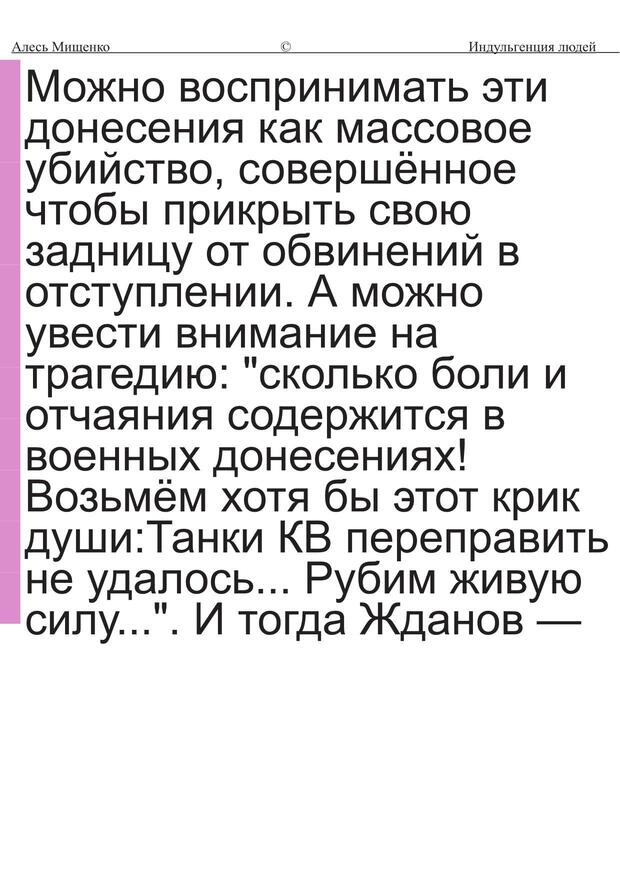 Алесь Мищенко © Индульгенция людей
Можно воспринимать эти
донесения как массовое
убийство, совершённое
чтобы прикрыть свою
задницу от обвинений в
отступлении. А можно
увести внимание на
трагедию: "сколько боли и
отчаяния содержится в
военных донесениях!
Возьмём хотя бы этот крик
души:Танки КВ переправить
не удалось... Рубим живую
силу...". И тогда Жданов —